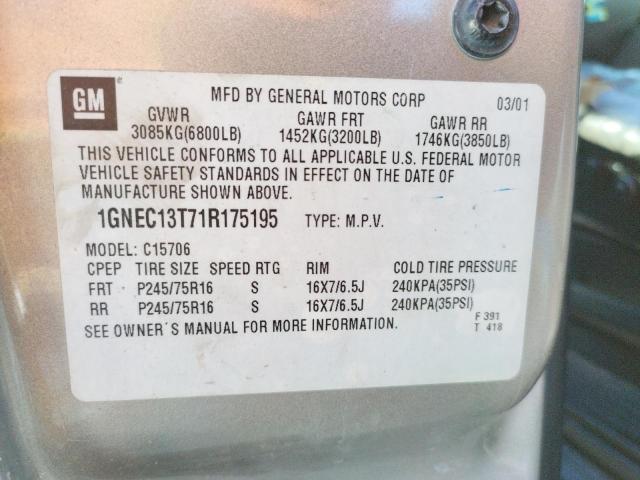 GM
MFD BY GENERAL MOTORS CORP 03/01
GVWR GAWR FRT GAWR RR
3085KG(6800LB) 1452KG(3200LB) 1746KG(3850LB)
THIS VEHICLE CONFORMS TO ALL APPLICABLE U.S. FEDERAL MOTOR
VEHICLE SAFETY STANDARDS IN EFFECT ON THE DATE OF
MANUFACTURE SHOWN ABOVE.
1GNEC13T71R175195 TYPE: M.P.V.
MODEL: C15706
CPEP TIRE SIZE SPEED RTG RIM COLD TIRE PRESSURE
FRT P245/75R16 S 16X7/6.5J 240KPA(35PSI)
RR P245/75R16 S 16X7/6.5J 240KPA(35PSI)
SEE OWNER'S MANUAL FOR MORE INFORMATION.
F 391
T 418